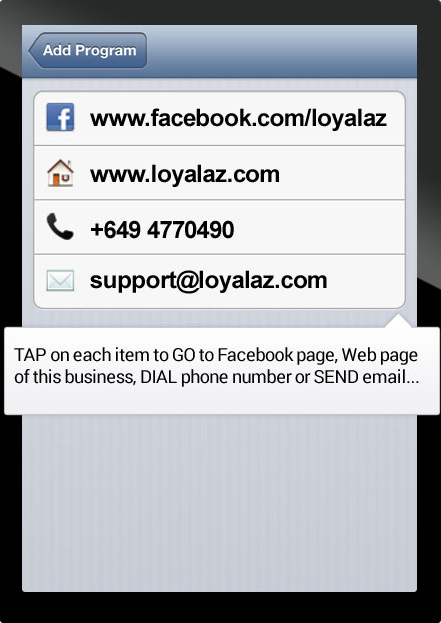 Add Program
www.facebook.com/loyalaz
www.loyalaz.com
+649 4770490
support@loyalaz.com
TAP on each item to GO to Facebook page, Web page
of this business, DIAL phone number or SEND email...